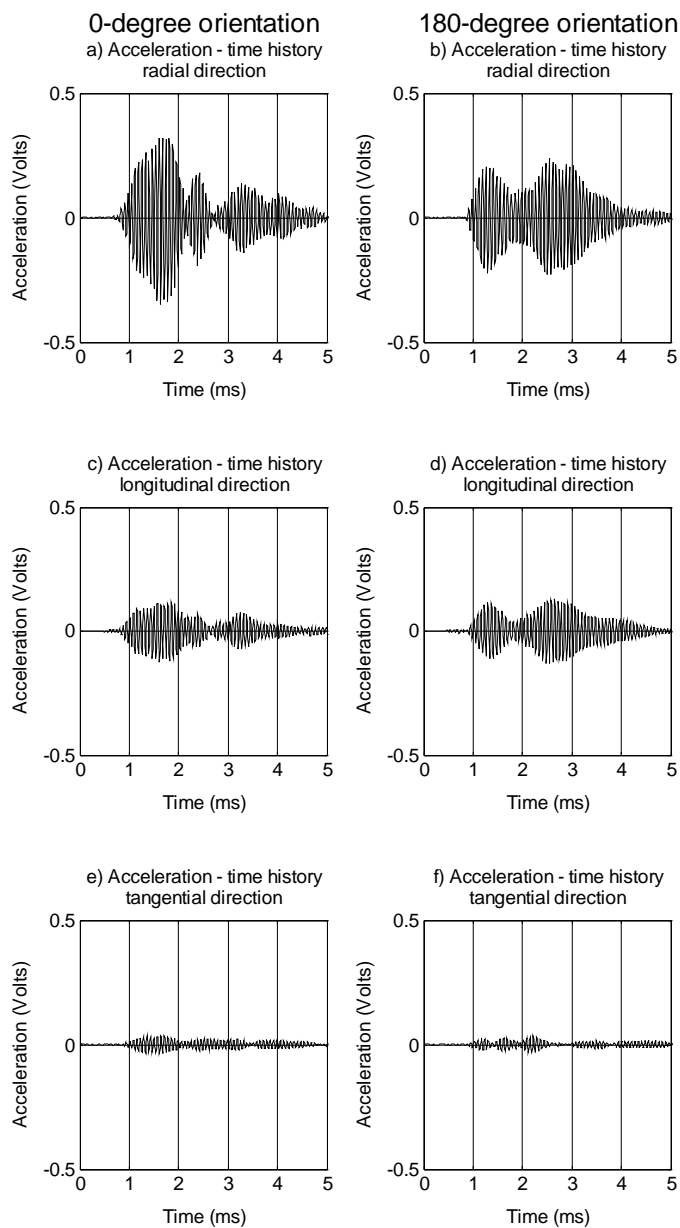 0-degree orientation
180-degree orientation
a) Acceleration - time history
radial direction
b) Acceleration - time history
radial direction
0.5
0
-0.5
Acceleration (Volts)
0 1 2 3 4 5
Time (ms)
0.5
0
-0.5
Acceleration (Volts)
0 1 2 3 4 5
Time (ms)
c) Acceleration - time history
longitudinal direction
d) Acceleration - time history
longitudinal direction
0.5
0
-0.5
Acceleration (Volts)
0 1 2 3 4 5
Time (ms)
0.5
0
-0.5
Acceleration (Volts)
0 1 2 3 4 5
Time (ms)
e) Acceleration - time history
tangential direction
f) Acceleration - time history
tangential direction
0.5
0
-0.5
Acceleration (Volts)
0 1 2 3 4 5
Time (ms)
0.5
0
-0.5
Acceleration (Volts)
0 1 2 3 4 5
Time (ms)